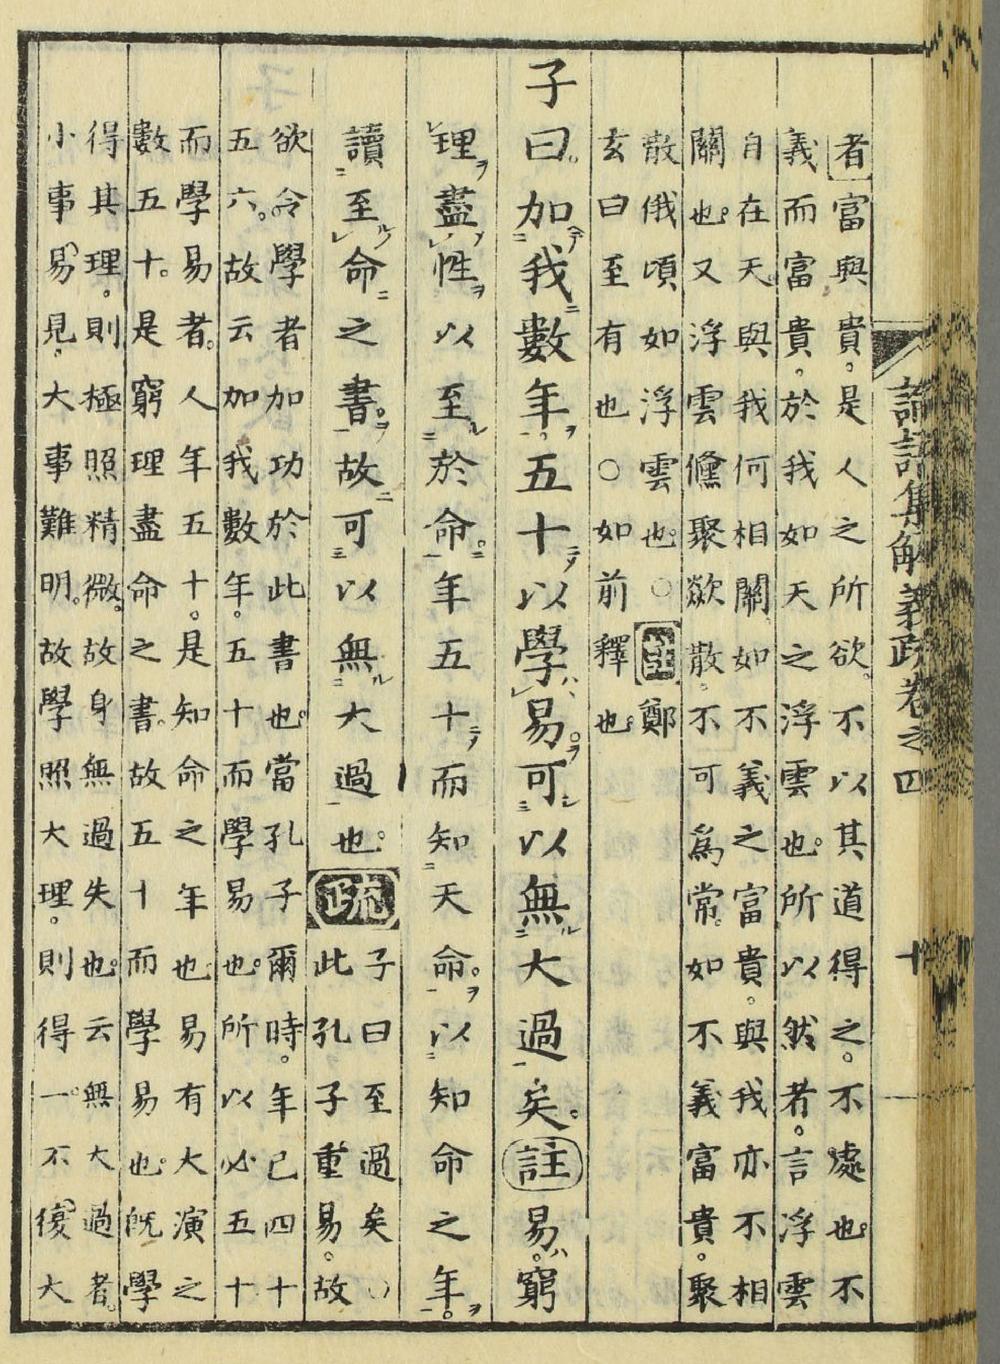 論語集解義疏卷之四
十
者富與貴。是人之所欲。不以其道得之。不處也不
義而富貴。於我如天之浮雲也。所以然者。言浮雲
自在天。與我何相關。如不義之富貴。與我亦不相
關也。又浮雲儵聚歘散。不可爲常。如不義富貴。聚
散俄頃如浮雲也。○註鄭
玄曰至有也○如前釋也。
子曰。加我數年。五十以學易。可以無大過矣。註易。窮
理盡性以至於命。年五十而知天命。以知命之年。
讀至命之書。故可以無大過也。疏
子曰至過矣○
此孔子重易。故
欲令學者加功於此書也。當孔子爾時。年已四十
五六。故云加我數年。五十而學易也。所以必五十
而學易者。人年五十。是知命之年也易有大演之
數五十。是窮理盡命之書。故五十而學易也。既學
得其理。則極照精微。故身無過失也。云無大過者。
小事易見。大事難明。故學照大理。則得一。不復大